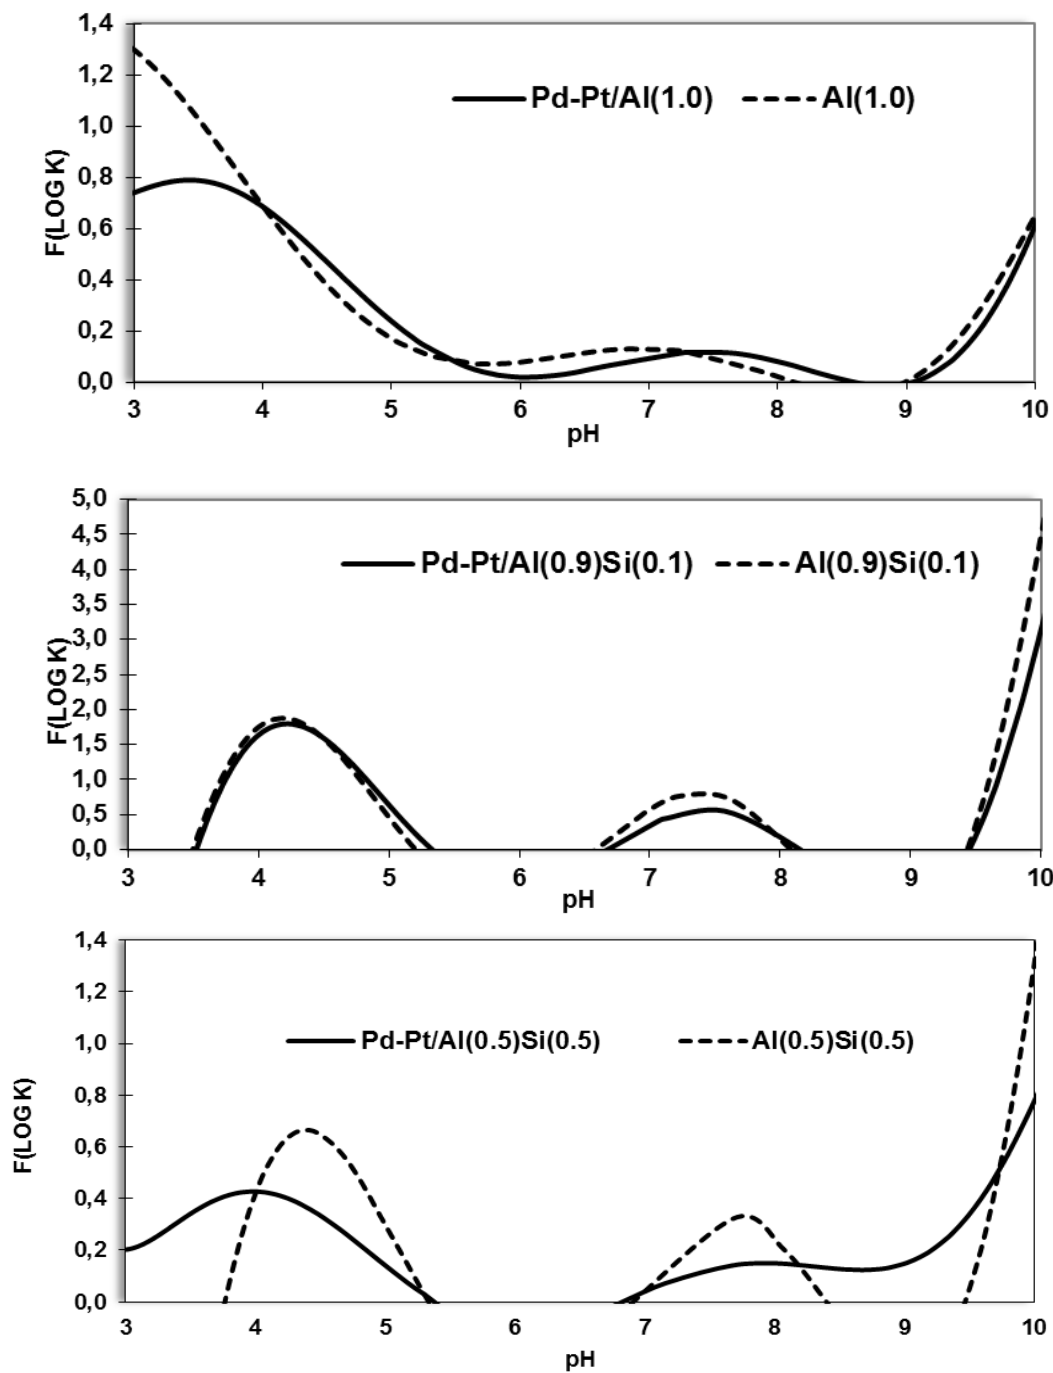 1,4
1,2
1,0
0,8
0,6
0,4
0,2
0,0
F(LOG K)
Pd-Pt/Al(1.0) Al(1.0)
3 4 5 6 7 8 9 10
pH
5,0
4,5
4,0
3,5
3,0
2,5
2,0
1,5
1,0
0,5
0,0
F(LOG K)
Pd-Pt/Al(0.9)Si(0.1) Al(0.9)Si(0.1)
3 4 5 6 7 8 9 10
pH
1,4
1,2
1,0
0,8
0,6
0,4
0,2
0,0
F(LOG K)
Pd-Pt/Al(0.5)Si(0.5) Al(0.5)Si(0.5)
3 4 5 6 7 8 9 10
pH